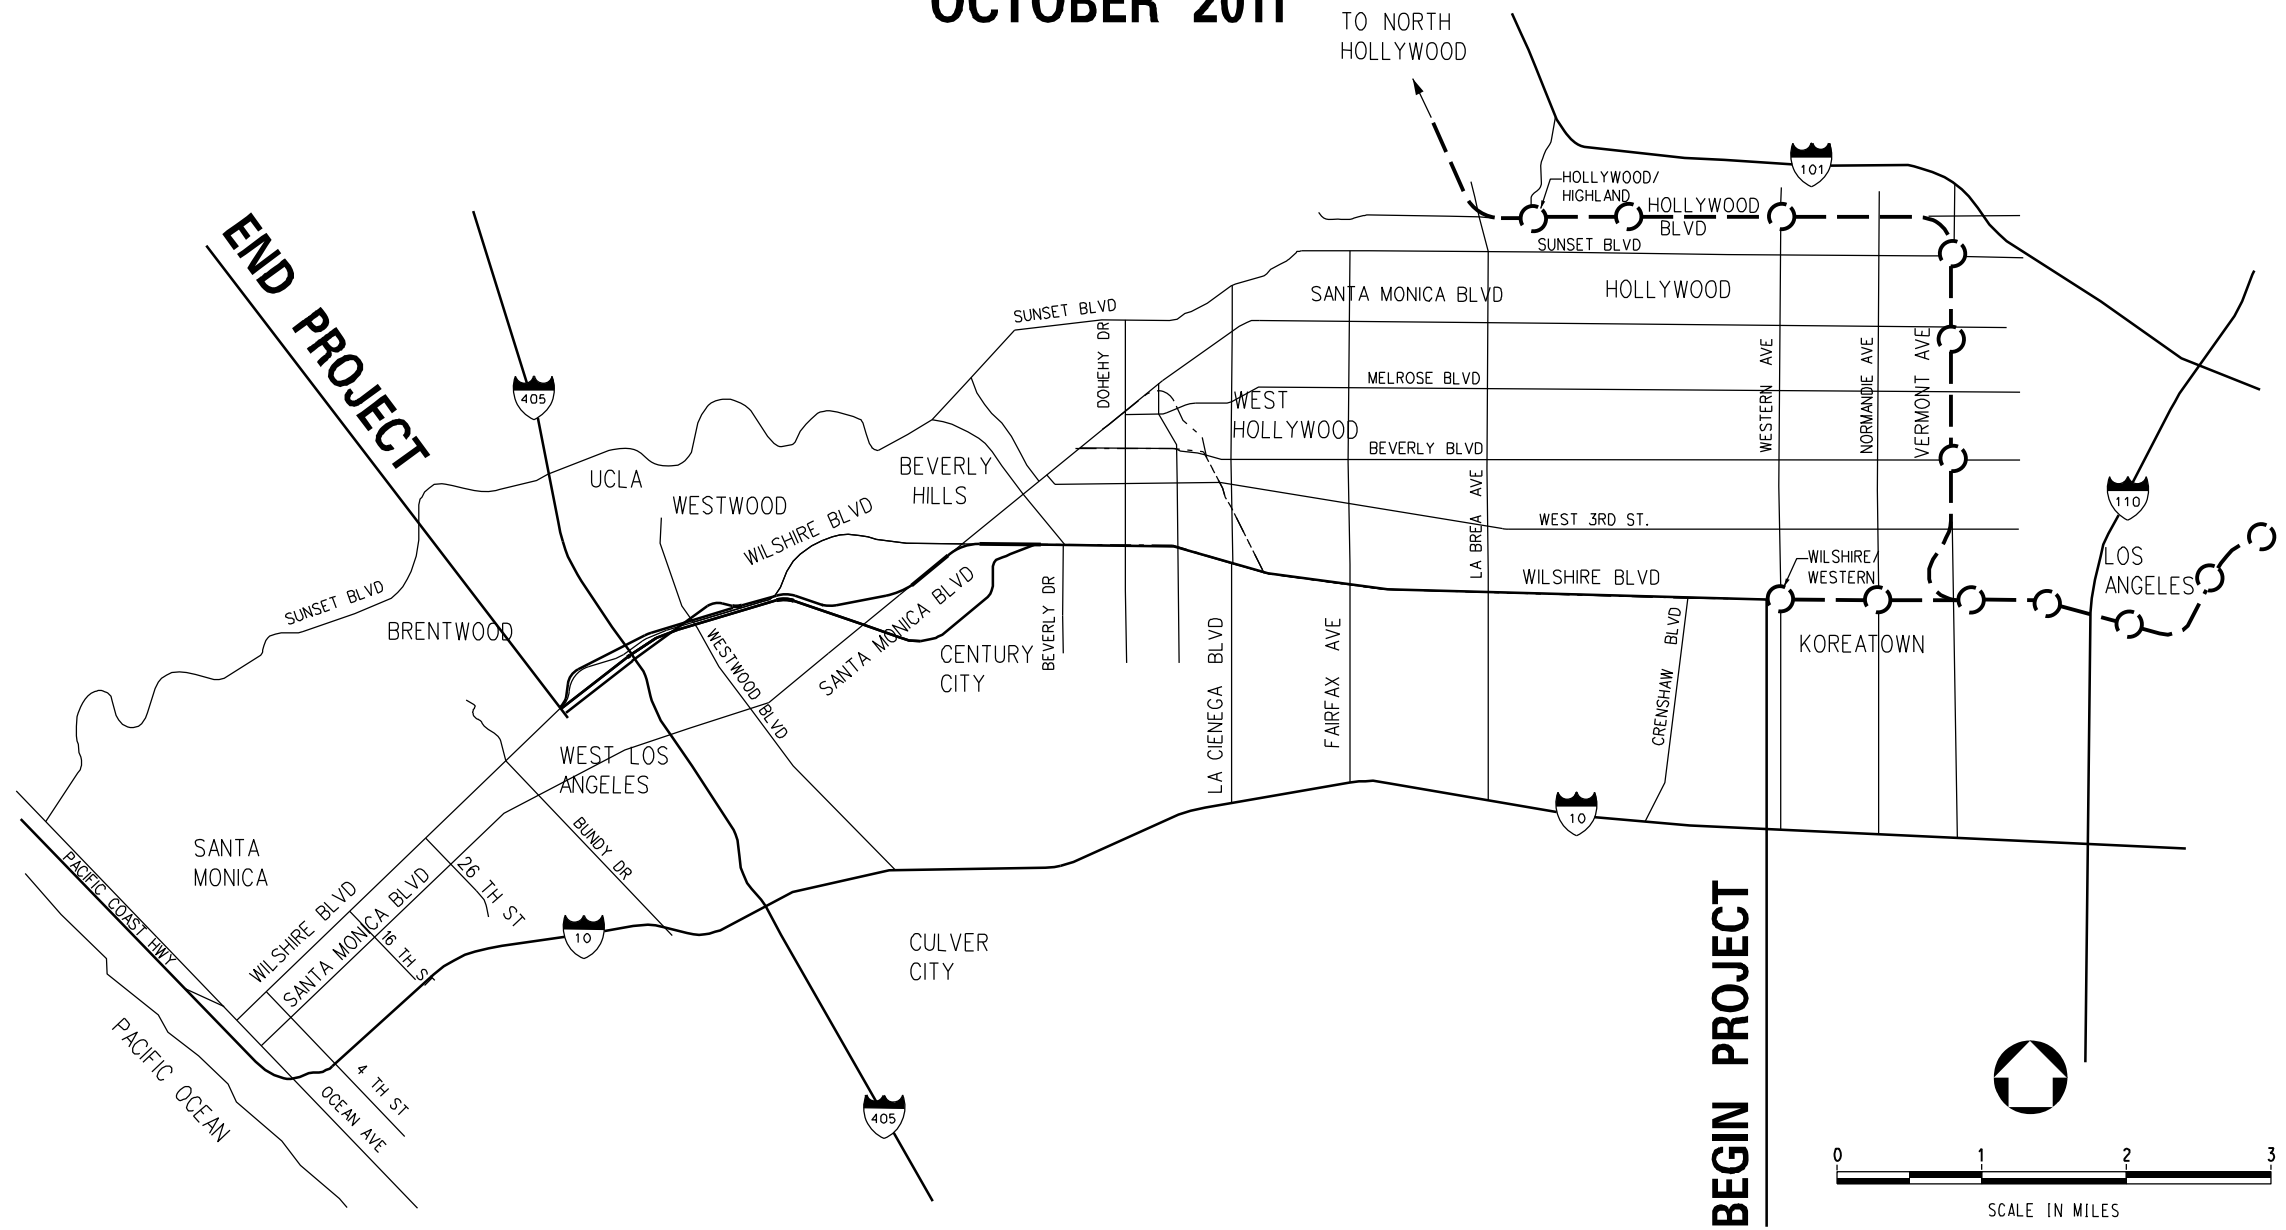 OCTOBER 2011
TO NORTH
HOLLYWOOD
101
HOLLYWOOD/
HIGHLAND
HOLLYWOOD
BLVD
SUNSET BLVD
END PROJECT
SANTA MONICA BLVD
HOLLYWOOD
SUNSET BLVD
DOHEHY DR
405
MELROSE BLVD
WESTERN AVE
NORMANDIE AVE
VERMONT AVE
WEST
HOLLYWOOD
BEVERLY BLVD
BEVERLY
HILLS
UCLA
WESTWOOD
WILSHIRE BLVD
LA BREA AVE
WEST 3RD ST.
110
LOS
ANGELES
WILSHIRE/
WESTERN
WILSHIRE BLVD
SUNSET BLVD
BRENTWOOD
WESTWOOD BLVD
SANTA MONICA BLVD
CENTURY
CITY
BEVERLY DR
LA CIENEGA BLVD
FAIRFAX AVE
CRENSHAW BLVD
KOREATOWN
WEST LOS
ANGELES
10
SANTA
MONICA
BUNDY DR
PACIFIC COAST HWY
WILSHIRE BLVD
SANTA MONICA BLVD
26 TH ST
16 TH ST
10
CULVER
CITY
BEGIN PROJECT
PACIFIC OCEAN
4 TH ST
OCEAN AVE
405
0 1 2 3
SCALE IN MILES